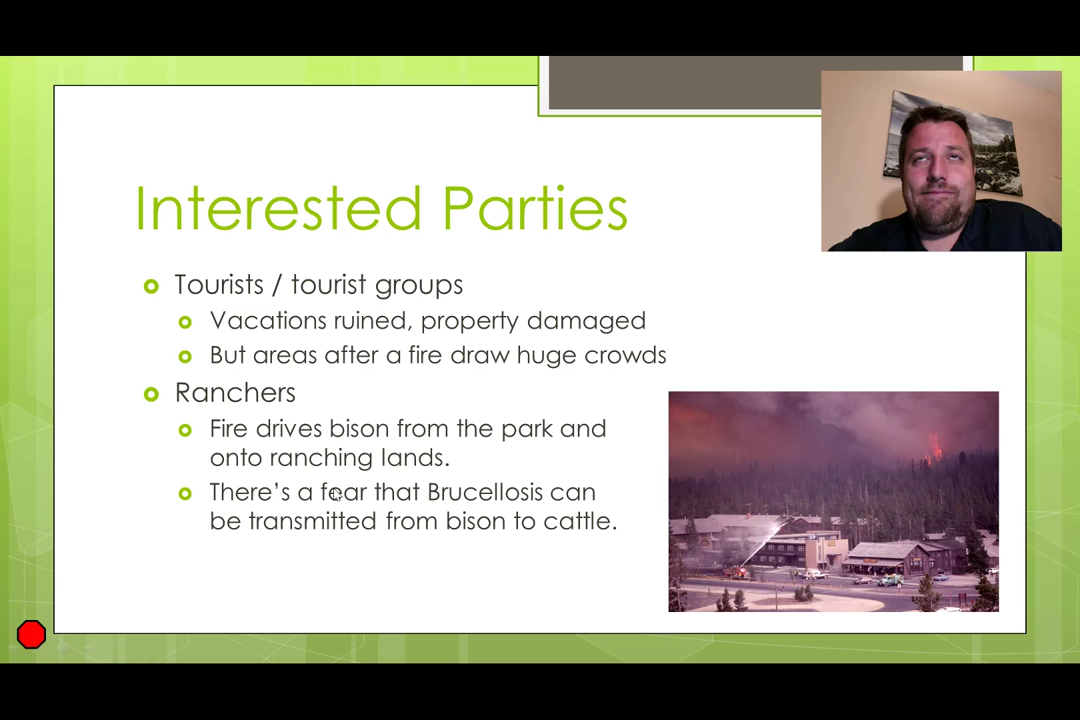 Interested Parties
Tourists / tourist groups
Vacations ruined, property damaged
But areas after a fire draw huge crowds
Ranchers
Fire drives bison from the park and
onto ranching lands.
There's a fear that Brucellosis can
be transmitted from bison to cattle.